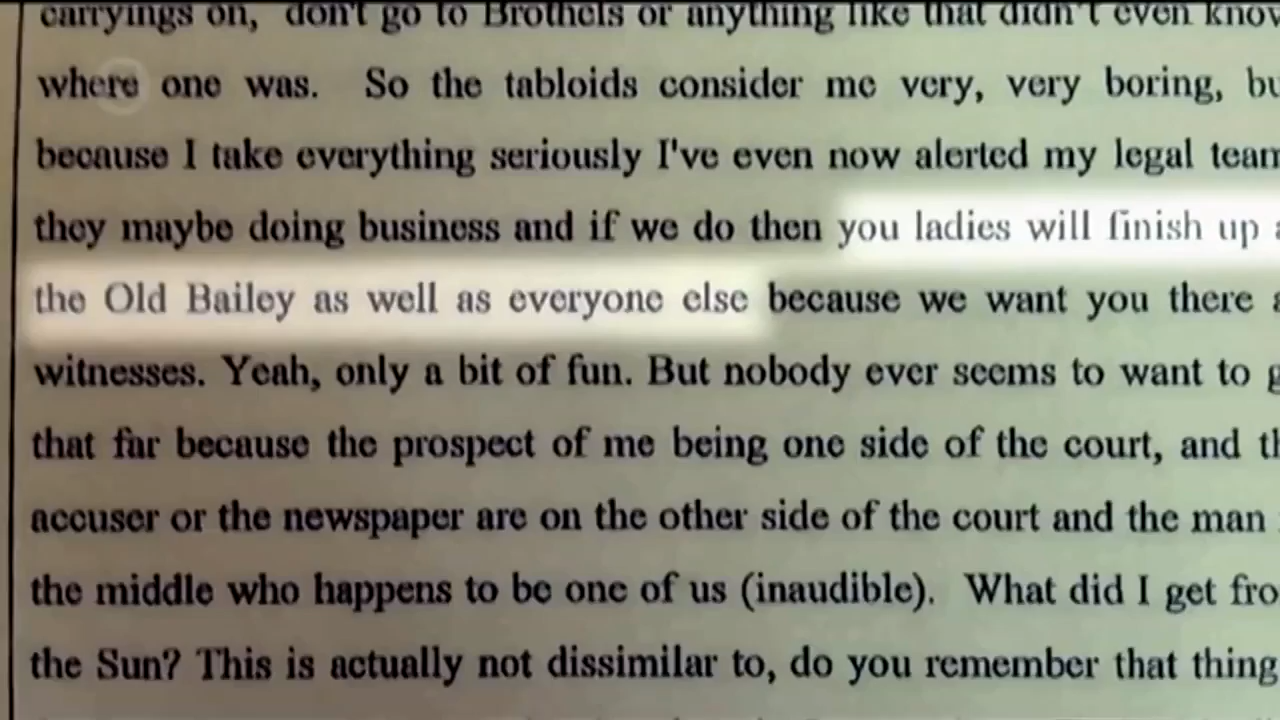 carryings on, don't go to Brothels or anything like that didn't even know
where one was. So the tabloids consider me very, very boring, bu
because I take everything seriously I've even now alerted my legal team
they maybe doing business and if we do then you ladies will finish up a
the Old Bailey as well as everyone else because we want you there a
witnesses. Yeah, only a bit of fun. But nobody ever seems to want to g
that far because the prospect of me being one side of the court, and th
accuser or the newspaper are on the other side of the court and the man
the middle who happens to be one of us (inaudible). What did I get fro
the Sun? This is actually not dissimilar to, do you remember that thing